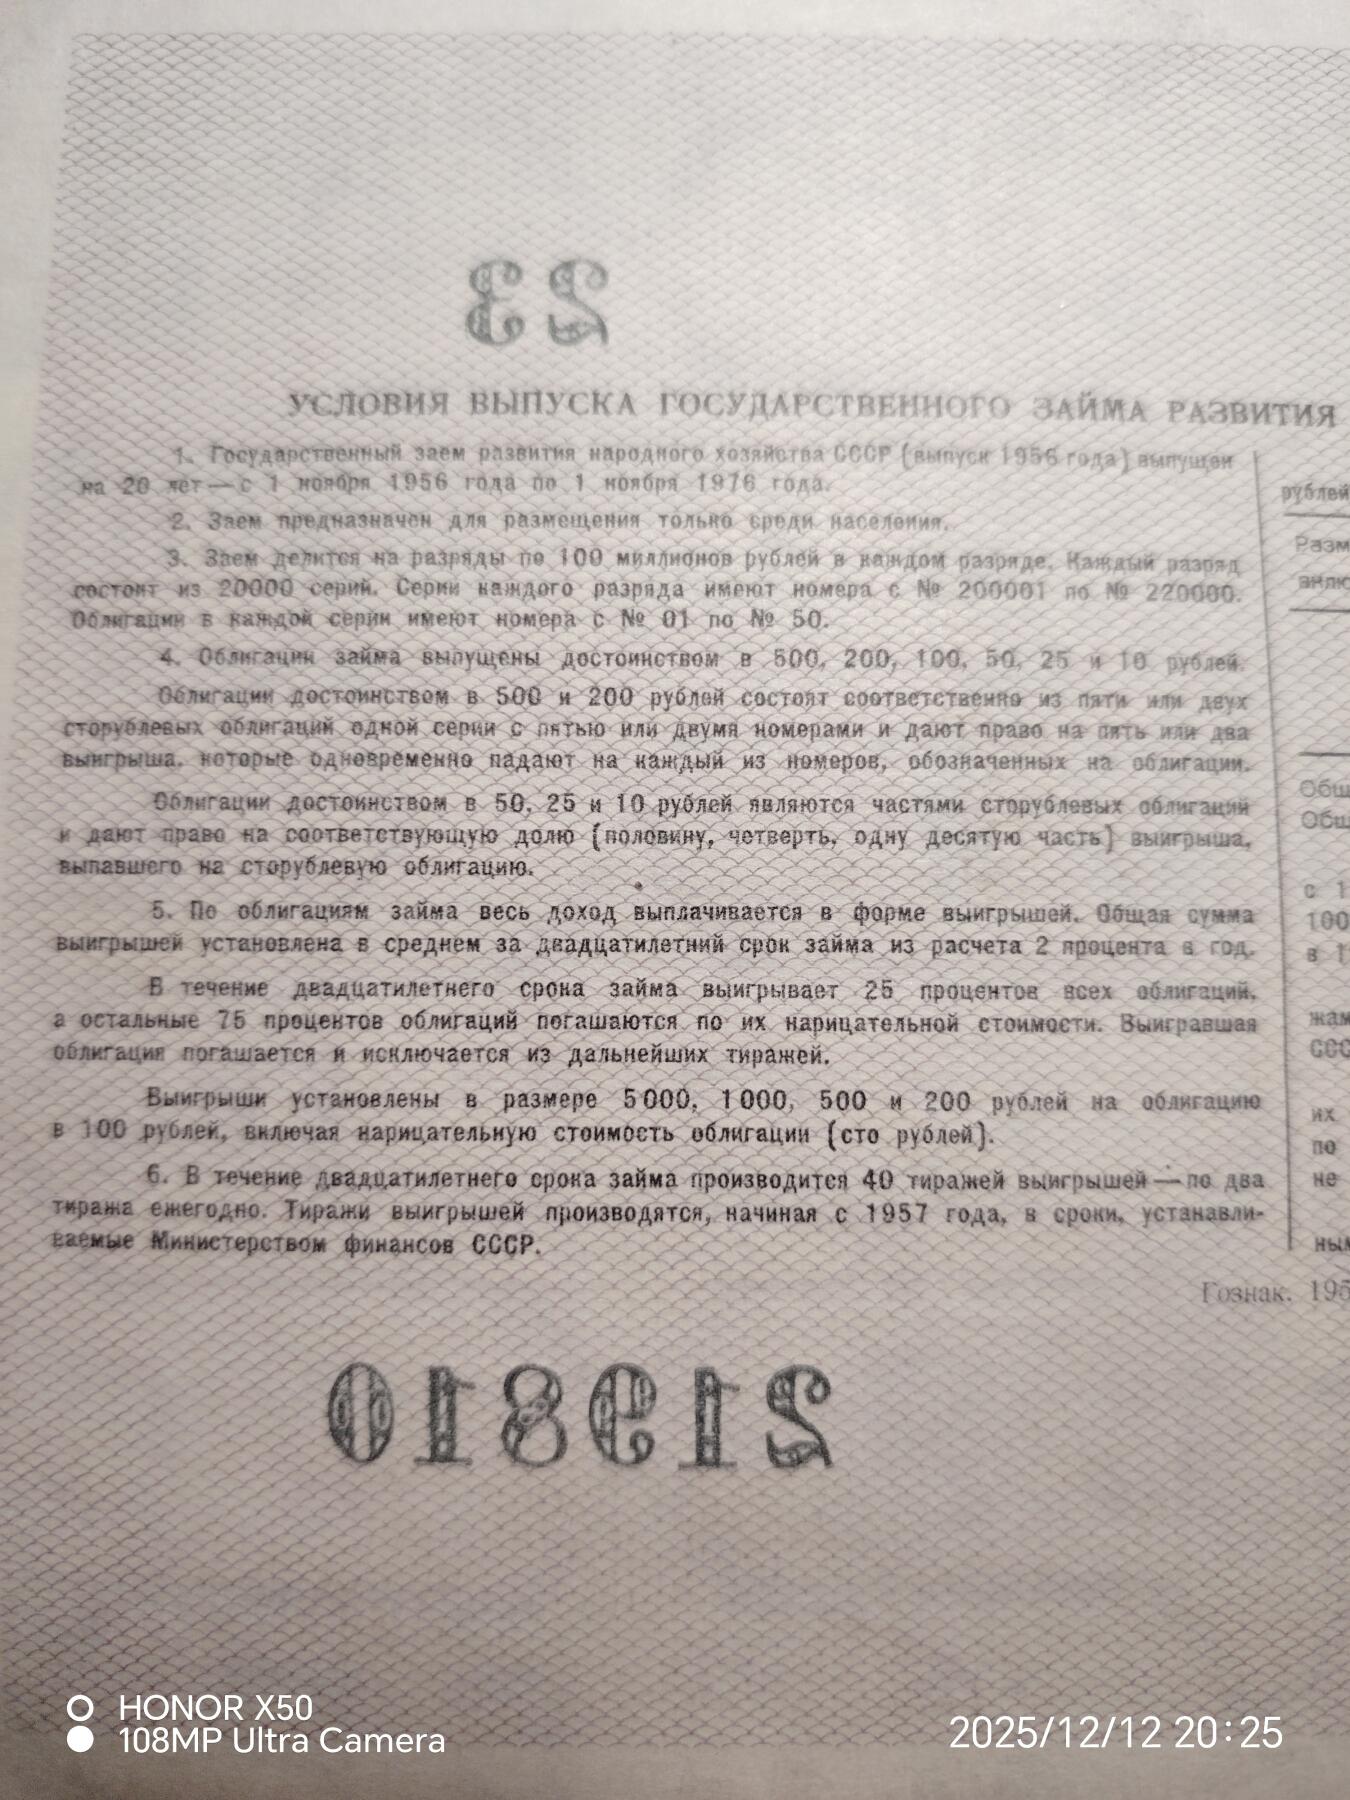 23
УСЛОВИЯ ВЫПУСКА ГОСУДАРСТВЕННОГО ЗАЙМА РАЗВИТИЯ
1. Государственный заем развития народного хозяйства СССР (выпуск 1956 года) выпущен
на 20 лет — с 1 ноября 1956 года по 1 ноября 1976 года.
2. Заем предназначен для размещения только среди населения.
3. Заем делится на разряды по 100 миллионов рублей в каждом разряде. Каждый разряд
состоит из 20000 серий. Серии каждого разряда имеют номера с № 200001 по № 220000.
Облигации в каждой серии имеют номера с № 01 по № 50.
4. Облигации займа выпущены достоинством в 500, 200, 100, 50, 25 и 10 рублей.
Облигации достоинством в 500 и 200 рублей состоят соответственно из пяти или двух
сторублевых облигаций одной серии с пятью или двумя номерами и дают право на пять или два
выигрыша, которые одновременно падают на каждый из номеров, обозначенных на облигации.
Облигации достоинством в 50, 25 и 10 рублей являются частями сторублевых облигаций
и дают право на соответствующую долю (половину, четверть, одну десятую часть) выигрыша,
выпавшего на сторублевую облигацию.
5. По облигациям займа весь доход выплачивается в форме выигрышей. Общая сумма
выигрышей установлена в среднем за двадцатилетний срок займа из расчета 2 процента в год.
В течение двадцатилетнего срока займа выигрывает 25 процентов всех облигаций,
а остальные 75 процентов облигаций погашаются по их нарицательной стоимости. Выигравшая
облигация погашается и исключается из дальнейших тиражей.
Выигрыши установлены в размере 5000, 1000, 500 и 200 рублей на облигацию
в 100 рублей, включая нарицательную стоимость облигации (сто рублей).
6. В течение двадцатилетнего срока займа производится 40 тиражей выигрышей — по два
тиража ежегодно. Тиражи выигрышей производятся, начиная с 1957 года, в сроки, устанавли-
ваемые Министерством финансов СССР.
рублей
Разм
вклю
Общ
Общ
с 1
100
в 1
жам
ССС
их
по
не
ным
Гознак. 195
219810
HONOR X50
108MP Ultra Camera
2025/12/12 20:25